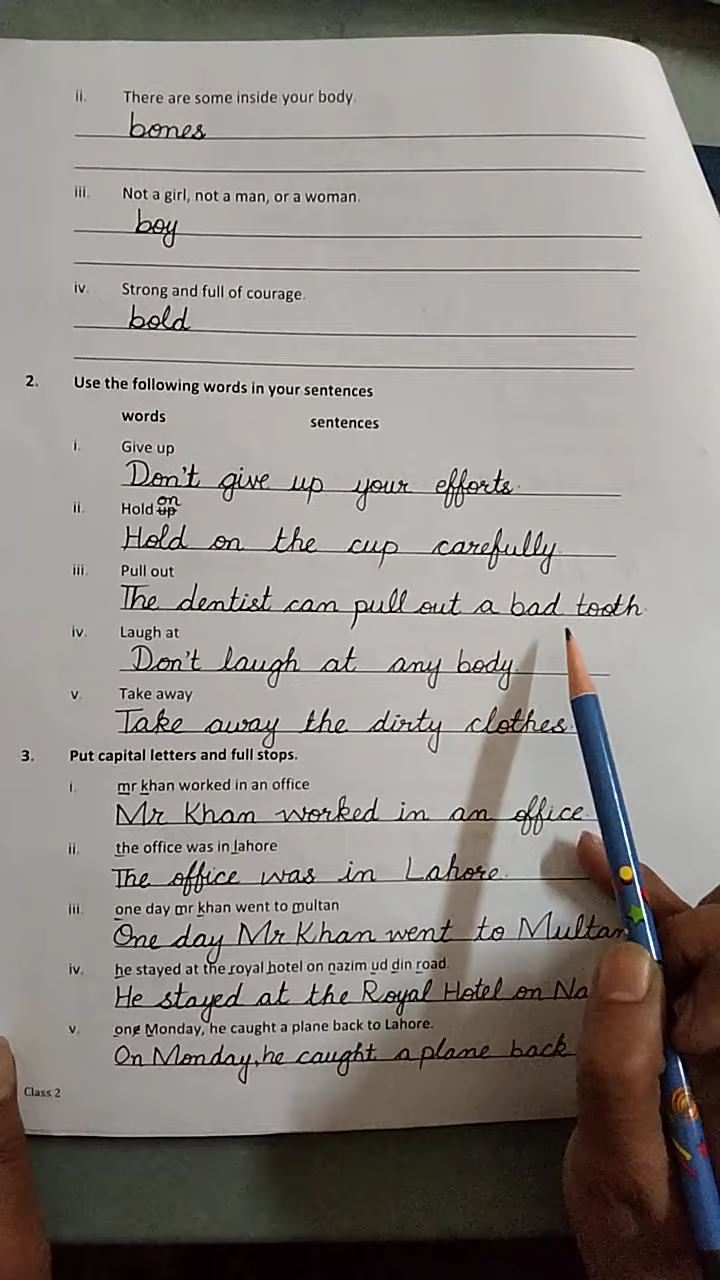 ii. There are some inside your body.
bones
iii. Not a girl, not a man, or a woman.
boy
iv. Strong and full of courage.
bold
2. Use the following words in your sentences
words sentences
i. Give up
Don't give up your efforts.
ii. Hold up on
Hold on the cup carefully
iii. Pull out
The dentist can pull out a bad tooth.
iv. Laugh at
Don't laugh at any body.
v. Take away
Take away the dirty clothes.
3. Put capital letters and full stops.
i. mr khan worked in an office
Mr Khan worked in an office.
ii. the office was in lahore
The office was in Lahore.
iii. one day mr khan went to multan
One day Mr Khan went to Multan
iv. he stayed at the royal hotel on nazim ud din road.
He stayed at the Royal Hotel on Na
v. one Monday, he caught a plane back to Lahore.
On Monday, he caught a plane back
Class 2